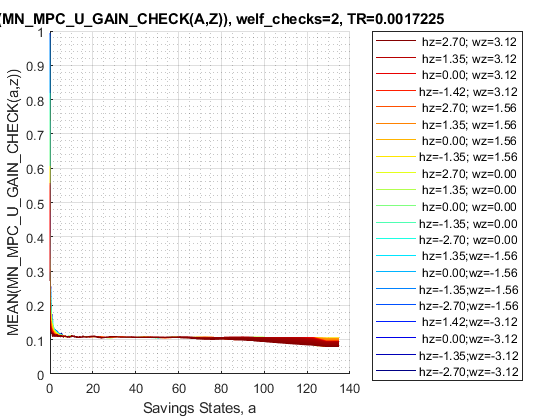 (MN_MPC_U_GAIN_CHECK(A,Z)), welf_checks=2, TR=0.0017225
MEAN(MN_MPC_U_GAIN_CHECK(a,z))
1
0.9
0.8
0.7
0.6
0.5
0.4
0.3
0.2
0.1
0
0 20 40 60 80 100 120 140
Savings States, a
hz=2.70; wz=3.12
hz=1.35; wz=3.12
hz=0.00; wz=3.12
hz=-1.42; wz=3.12
hz=2.70; wz=1.56
hz=1.35; wz=1.56
hz=0.00; wz=1.56
hz=-1.35; wz=1.56
hz=2.70; wz=0.00
hz=1.35; wz=0.00
hz=0.00; wz=0.00
hz=-1.35; wz=0.00
hz=-2.70; wz=0.00
hz=1.35;wz=-1.56
hz=0.00;wz=-1.56
hz=-1.35;wz=-1.56
hz=-2.70;wz=-1.56
hz=1.42;wz=-3.12
hz=0.00;wz=-3.12
hz=-1.35;wz=-3.12
hz=-2.70;wz=-3.12